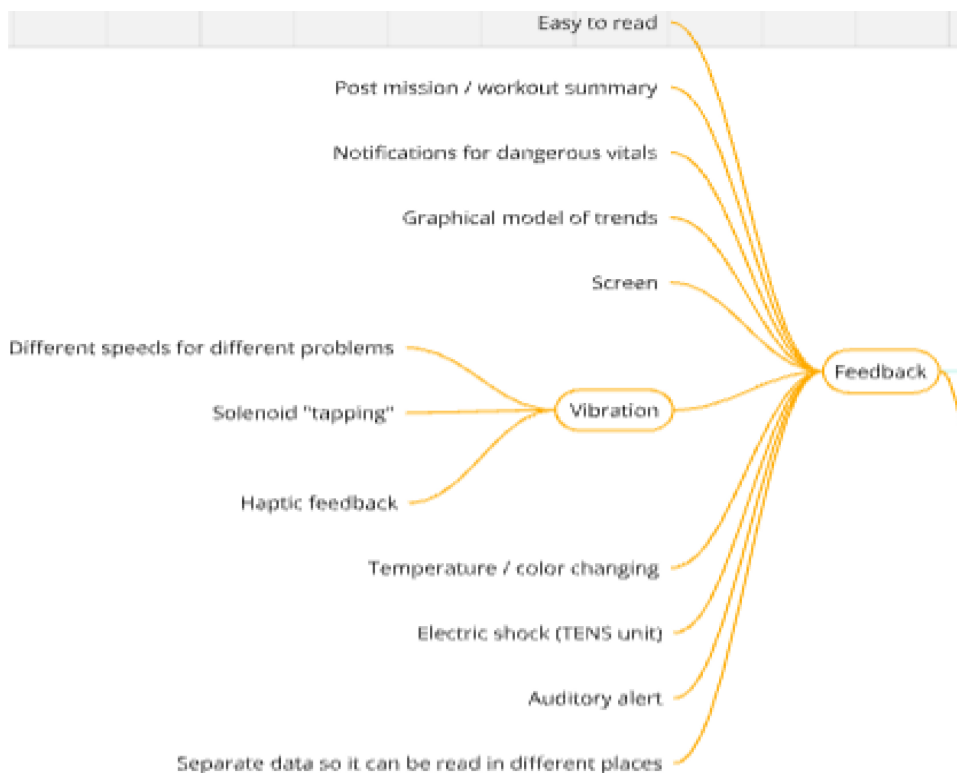 Easy to read
Post mission / workout summary
Notifications for dangerous vitals
Graphical model of trends
Screen
Different speeds for different problems
Feedback
Vibration
Solenoid "tapping"
Haptic feedback
Temperature / color changing
Electric shock (TENS unit)
Auditory alert
Separate data so it can be read in different places